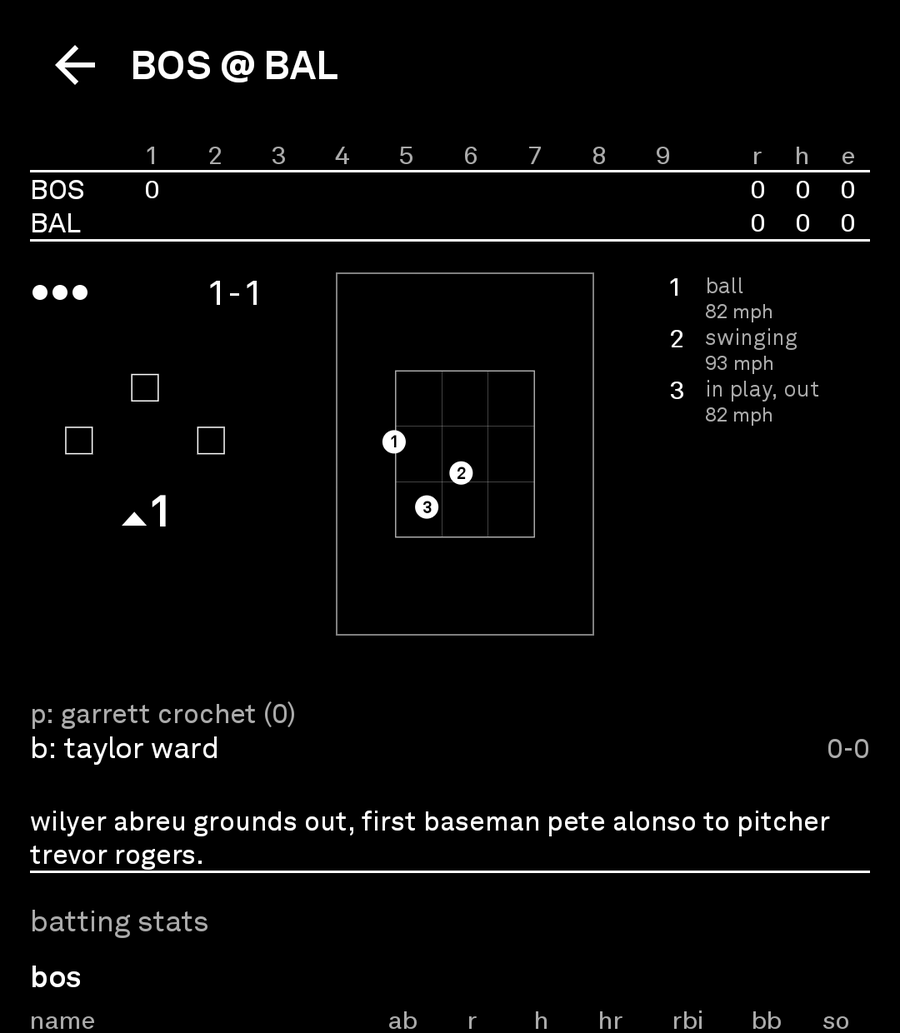 BOS @ BAL
1 2 3 4 5 6 7 8 9 r h e
BOS 0 0 0 0
BAL 0 0 0
1-1
1 ball
82 mph
2 swinging
93 mph
3 in play, out
82 mph
1
2
3
1
p: garrett crochet (0)
b: taylor ward 0-0
wilyer abreu grounds out, first baseman pete alonso to pitcher
trevor rogers.
batting stats
bos
name ab r h hr rbi bb so